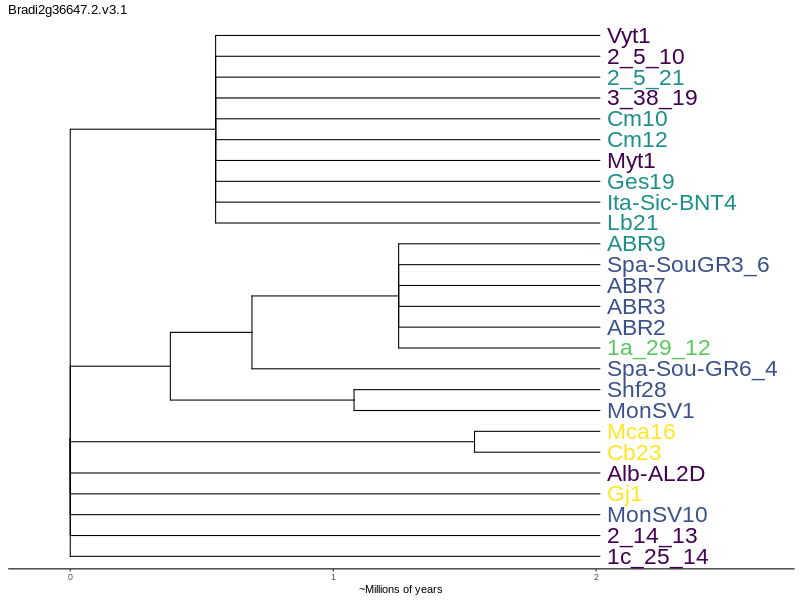 Bradi2g36647.2.v3.1
Vyt1
2_5_10
2_5_21
3_38_19
Cm10
Cm12
Myt1
Ges19
Ita-Sic-BNT4
Lb21
ABR9
Spa-SouGR3_6
ABR7
ABR3
ABR2
1a_29_12
Spa-Sou-GR6_4
Snf28
MonSV1
Mca16
Cb23
Alb-AL2D
Gj1
MonSV10
2_14_13
1c_25_14
0 1 2
~Millions of years